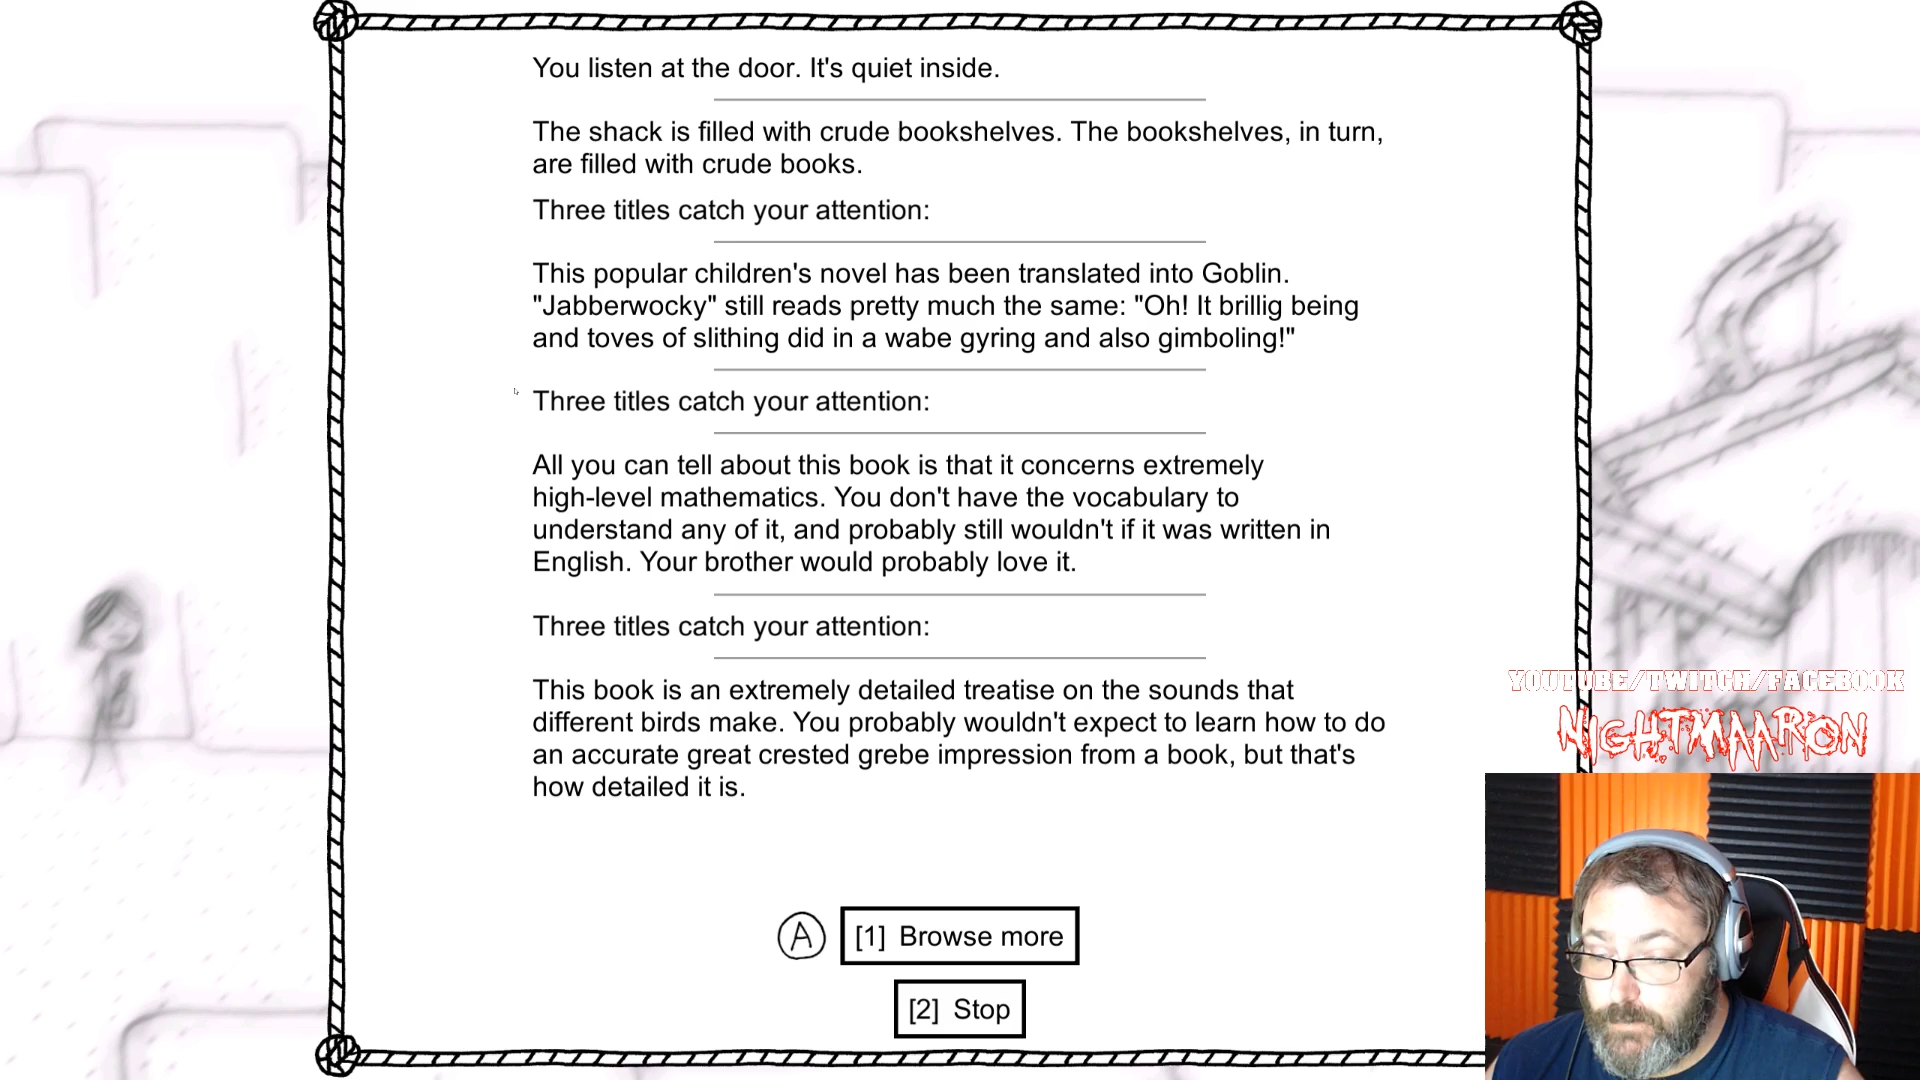 You listen at the door. It's quiet inside.
The shack is filled with crude bookshelves. The bookshelves, in turn,
are filled with crude books.
Three titles catch your attention:
This popular children's novel has been translated into Goblin.
"Jabberwocky" still reads pretty much the same: "Oh! It brillig being
and toves of slithing did in a wabe gyring and also gimboling!"
Three titles catch your attention:
All you can tell about this book is that it concerns extremely
high-level mathematics. You don't have the vocabulary to
understand any of it, and probably still wouldn't if it was written in
English. Your brother would probably love it.
Three titles catch your attention:
This book is an extremely detailed treatise on the sounds that
different birds make. You probably wouldn't expect to learn how to do
an accurate great crested grebe impression from a book, but that's
how detailed it is.
A [1] Browse more
[2] Stop
YOUTUBE/TWITCH/FACEBOOK
NIGHTMAARON